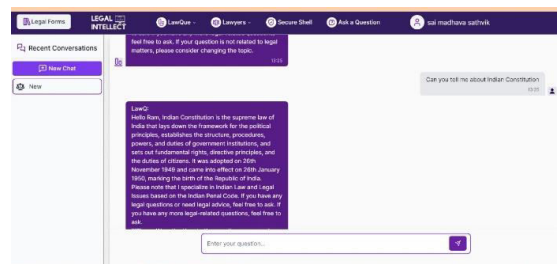 Legal Forms
LEGAL INTELLECT
LawQue
Lawyers
Secure Shell
Ask a Question
sai madhava sathvik
Recent Conversations
New Chat
New
feel free to ask. If your question is not related to legal
matters, please consider changing the topic.
Can you tell me about Indian Constitution
Hello Ram, Indian Constitution is the supreme law of
India that lays down the framework for the political
principles, establishes the structure, procedures,
powers, and duties of government institutions, and
sets out fundamental rights, directive principles, and
the duties of citizens. It was adopted on 26th
November 1949 and came into effect on 26th January
1950, marking the birth of the Republic of India.
Please note that I specialize in Indian Law and Legal
Issues based on the Indian Penal Code. If you have any
legal questions or need legal advice, feel free to ask. If
you have any more legal-related questions, feel free to
ask.
Enter your question...